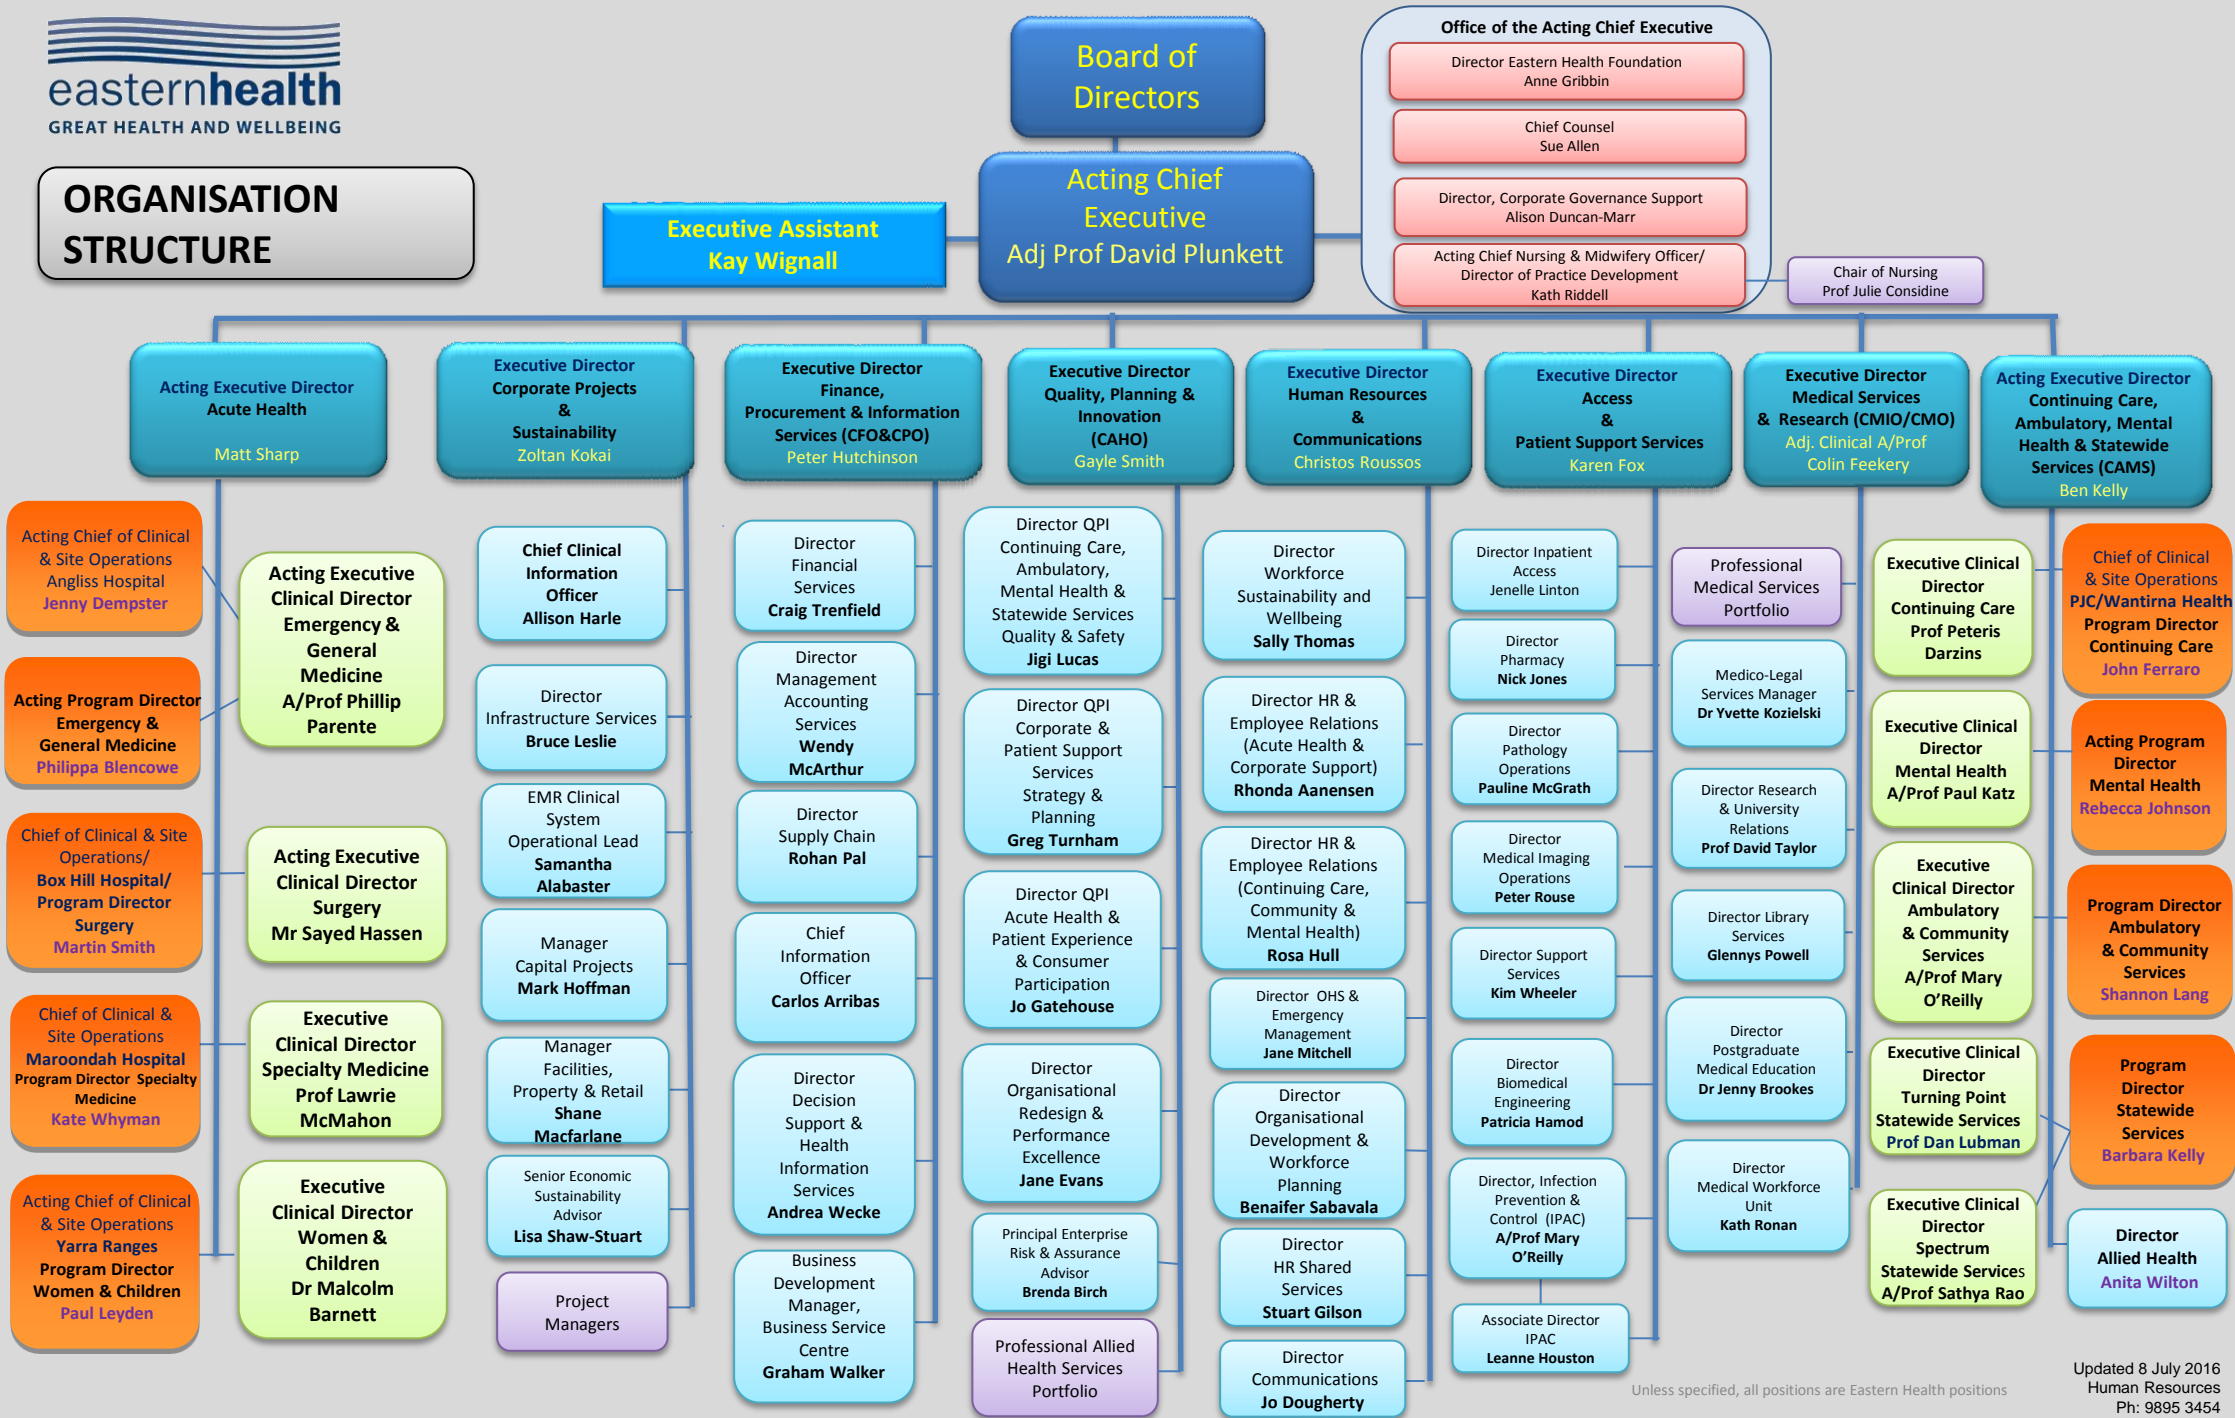 easternhealth
GREAT HEALTH AND WELLBEING
ORGANISATION
STRUCTURE
Board of
Directors
Acting Chief
Executive
Adj Prof David Plunkett
Executive Assistant
Kay Wignall
Office of the Acting Chief Executive
Director Eastern Health Foundation
Anne Gribbin
Chief Counsel
Sue Allen
Director, Corporate Governance Support
Alison Duncan-Marr
Acting Chief Nursing & Midwifery Officer/
Director of Practice Development
Kath Riddell
Chair of Nursing
Prof Julie Considine
Acting Executive Director
Acute Health
Matt Sharp
Acting Chief of Clinical
& Site Operations
Angliss Hospital
Jenny Dempster
Acting Program Director
Emergency &
General Medicine
Philippa Blencowe
Chief of Clinical & Site
Operations/
Box Hill Hospital/
Program Director
Surgery
Martin Smith
Chief of Clinical &
Site Operations
Maroondah Hospital
Program Director Specialty
Medicine
Kate Whyman
Acting Chief of Clinical
& Site Operations
Yarra Ranges
Program Director
Women & Children
Paul Leyden
Acting Executive
Clinical Director
Emergency &
General
Medicine
A/Prof Phillip
Parente
Acting Executive
Clinical Director
Surgery
Mr Sayed Hassen
Executive
Clinical Director
Specialty Medicine
Prof Lawrie
McMahon
Executive
Clinical Director
Women &
Children
Dr Malcolm
Barnett
Executive Director
Corporate Projects
&
Sustainability
Zoltan Kokai
Chief Clinical
Information
Officer
Allison Harle
Director
Infrastructure Services
Bruce Leslie
EMR Clinical
System
Operational Lead
Samantha
Alabaster
Manager
Capital Projects
Mark Hoffman
Manager
Facilities,
Property & Retail
Shane
Macfarlane
Senior Economic
Sustainability
Advisor
Lisa Shaw-Stuart
Project
Managers
Executive Director
Finance,
Procurement & Information
Services (CFO&CPO)
Peter Hutchinson
Director
Financial
Services
Craig Trenfield
Director
Management
Accounting
Services
Wendy
McArthur
Director
Supply Chain
Rohan Pal
Chief
Information
Officer
Carlos Arribas
Director
Decision
Support &
Health
Information
Services
Andrea Wecke
Business
Development
Manager,
Business Service
Centre
Graham Walker
Executive Director
Quality, Planning &
Innovation
(CAHO)
Gayle Smith
Director QPI
Continuing Care,
Ambulatory,
Mental Health &
Statewide Services
Quality & Safety
Jigi Lucas
Director QPI
Corporate &
Patient Support
Services
Strategy &
Planning
Greg Turnham
Director QPI
Acute Health &
Patient Experience
& Consumer
Participation
Jo Gatehouse
Director
Organisational
Redesign &
Performance
Excellence
Jane Evans
Principal Enterprise
Risk & Assurance
Advisor
Brenda Birch
Professional Allied
Health Services
Portfolio
Executive Director
Human Resources
&
Communications
Christos Roussos
Director
Workforce
Sustainability and
Wellbeing
Sally Thomas
Director HR &
Employee Relations
(Acute Health &
Corporate Support)
Rhonda Aanensen
Director HR &
Employee Relations
(Continuing Care,
Community &
Mental Health)
Rosa Hull
Director OHS &
Emergency
Management
Jane Mitchell
Director
Organisational
Development &
Workforce
Planning
Benaifer Sabavala
Director
HR Shared
Services
Stuart Gilson
Director
Communications
Jo Dougherty
Executive Director
Access
&
Patient Support Services
Karen Fox
Director Inpatient
Access
Jenelle Linton
Director
Pharmacy
Nick Jones
Director
Pathology
Operations
Pauline McGrath
Director
Medical Imaging
Operations
Peter Rouse
Director Support
Services
Kim Wheeler
Director
Biomedical
Engineering
Patricia Hamod
Director, Infection
Prevention &
Control (IPAC)
A/Prof Mary
O'Reilly
Associate Director
IPAC
Leanne Houston
Executive Director
Medical Services
& Research (CMIO/CMO)
Adj. Clinical A/Prof
Colin Feekery
Professional
Medical Services
Portfolio
Medico-Legal
Services Manager
Dr Yvette Kozielski
Director Research
& University
Relations
Prof David Taylor
Director Library
Services
Glennys Powell
Director
Postgraduate
Medical Education
Dr Jenny Brookes
Director
Medical Workforce
Unit
Kath Ronan
Acting Executive Director
Continuing Care,
Ambulatory, Mental
Health & Statewide
Services (CAMS)
Ben Kelly
Executive Clinical
Director
Continuing Care
Prof Peteris
Darzins
Executive Clinical
Director
Mental Health
A/Prof Paul Katz
Executive
Clinical Director
Ambulatory
& Community
Services
A/Prof Mary
O'Reilly
Executive Clinical
Director
Turning Point
Statewide Services
Prof Dan Lubman
Executive Clinical
Director
Spectrum
Statewide Services
A/Prof Sathya Rao
Chief of Clinical
& Site Operations
PJC/Wantirna Health
Program Director
Continuing Care
John Ferraro
Acting Program
Director
Mental Health
Rebecca Johnson
Program Director
Ambulatory
& Community
Services
Shannon Lang
Program
Director
Statewide
Services
Barbara Kelly
Director
Allied Health
Anita Wilton
Unless specified, all positions are Eastern Health positions
Updated 8 July 2016
Human Resources
Ph: 9895 3454